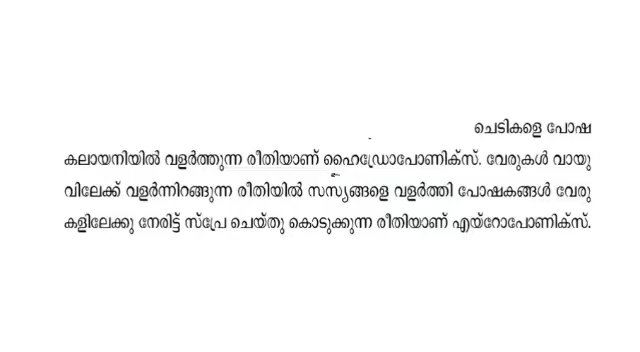 ചെടികളെ പോഷ
കലായനിയിൽ വളർത്തുന്ന രീതിയാണ് ഹൈഡ്രോപോണിക്സ്. വേരുകൾ വായു
വിലേക്ക് വളർന്നിറങ്ങുന്ന രീതിയിൽ സസ്യങ്ങളെ വളർത്തി പോഷകങ്ങൾ വേരു
കളിലേക്കു നേരിട്ട് സ്പ്രേ ചെയ്തു കൊടുക്കുന്ന രീതിയാണ് എയ്റോപോണിക്സ്.